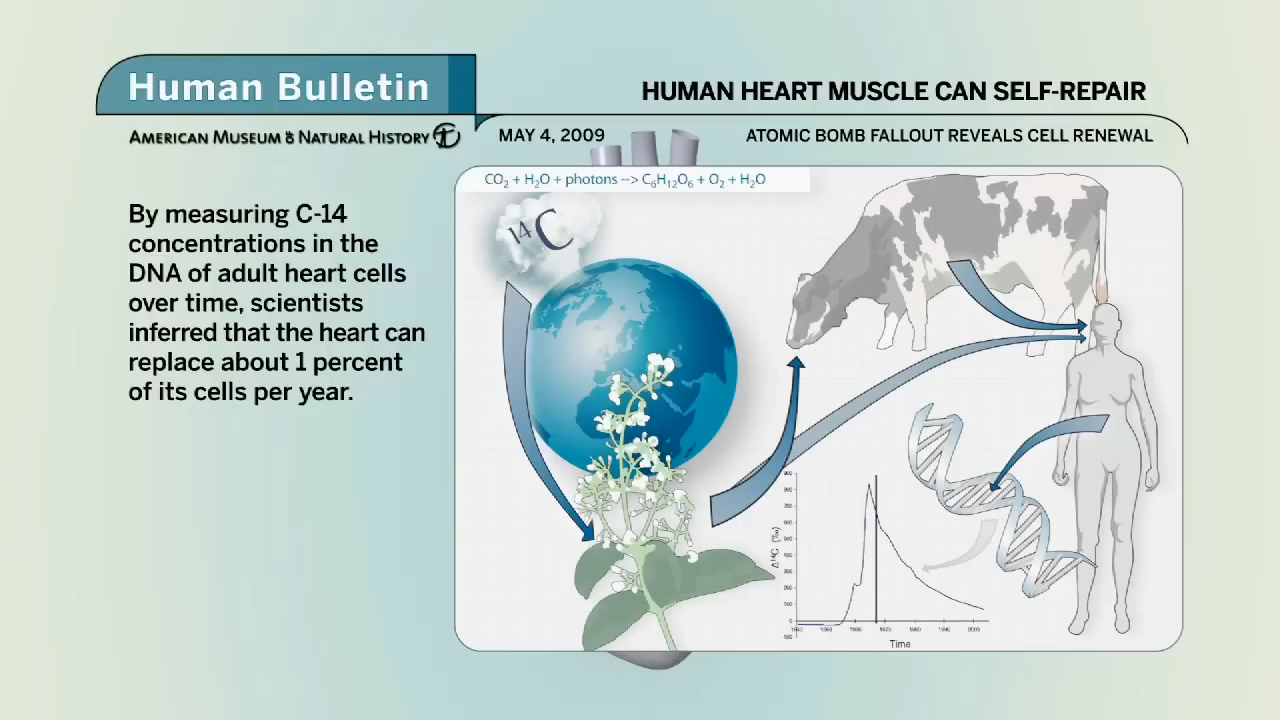 Human Bulletin
HUMAN HEART MUSCLE CAN SELF-REPAIR
AMERICAN MUSEUM & NATURAL HISTORY
MAY 4, 2009
ATOMIC BOMB FALLOUT REVEALS CELL RENEWAL
CO₂ + H₂O + photons --> C₆H₁₂O₆ + O₂ + H₂O
¹⁴C
By measuring C-14
concentrations in the
DNA of adult heart cells
over time, scientists
inferred that the heart can
replace about 1 percent
of its cells per year.
Δ¹⁴C (‰)
Time